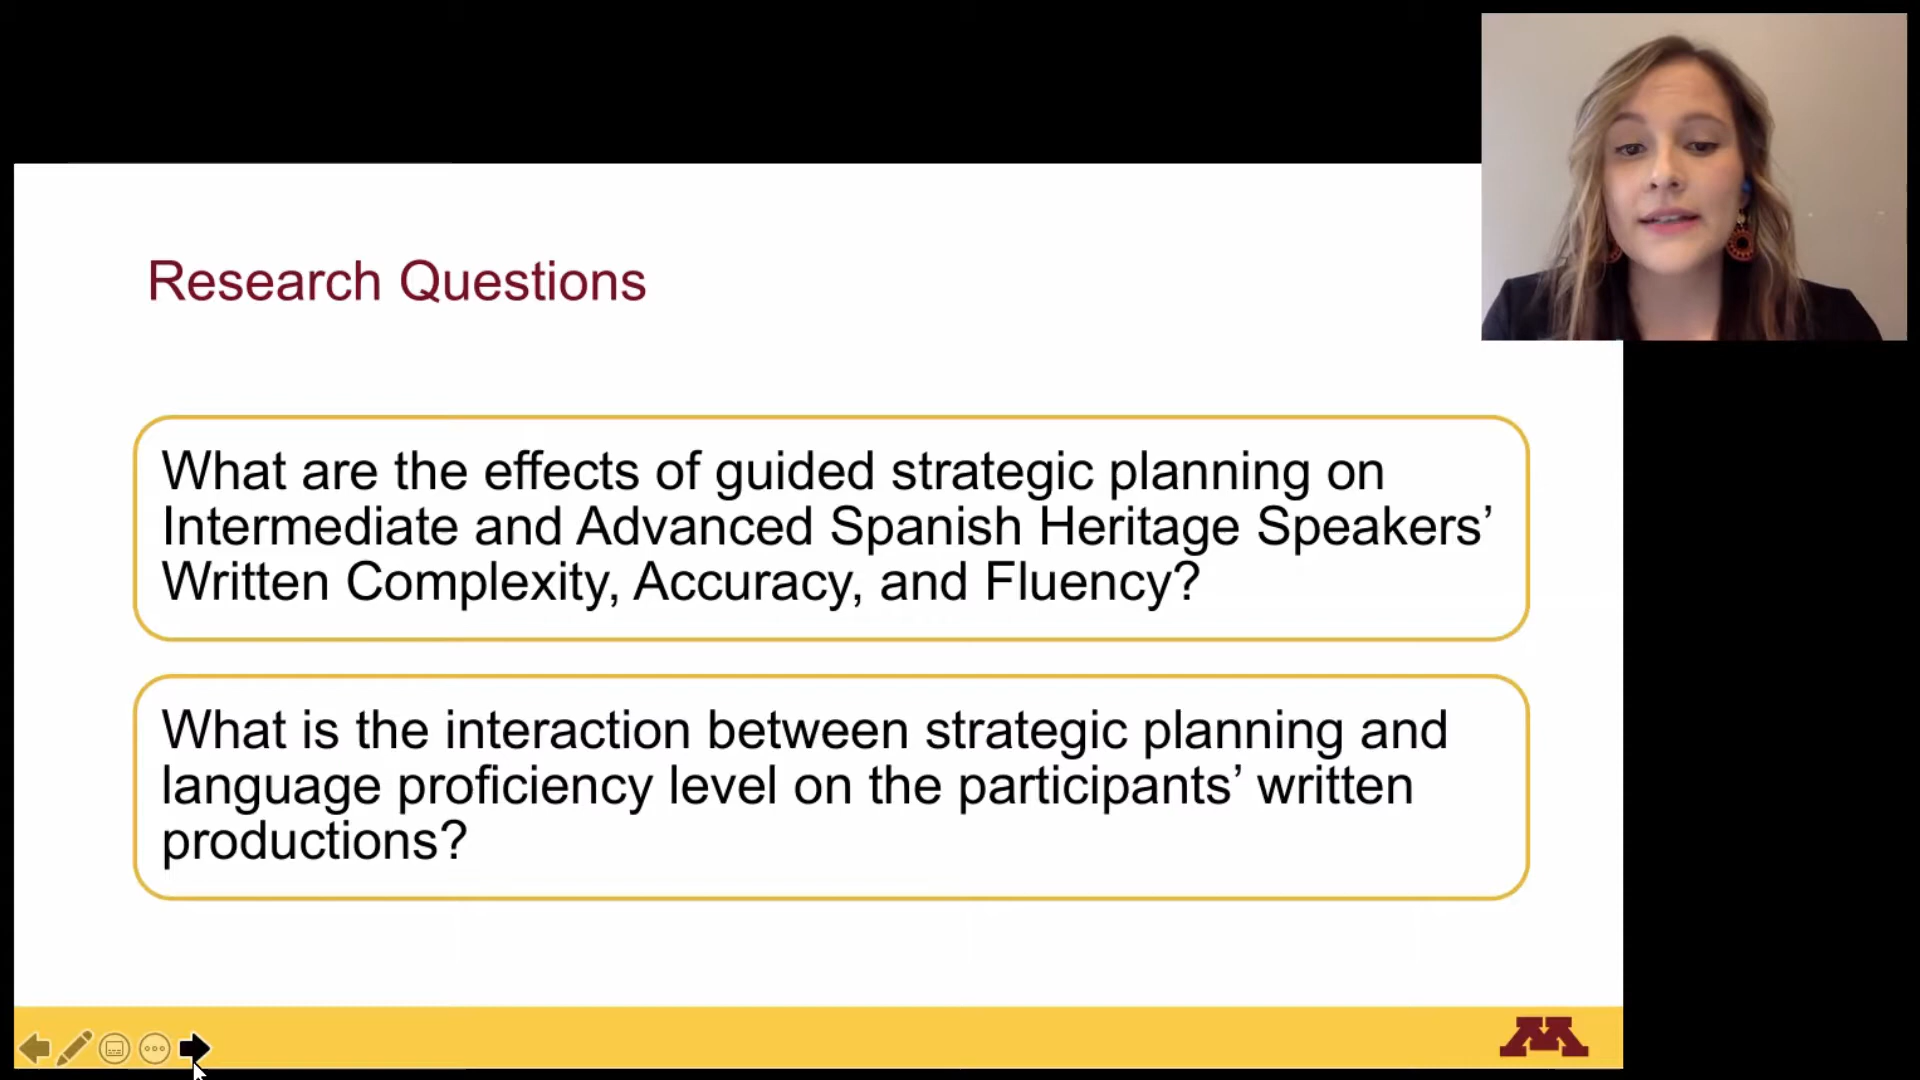 Research Questions
What are the effects of guided strategic planning on
Intermediate and Advanced Spanish Heritage Speakers’
Written Complexity, Accuracy, and Fluency?
What is the interaction between strategic planning and
language proficiency level on the participants’ written
productions?
M